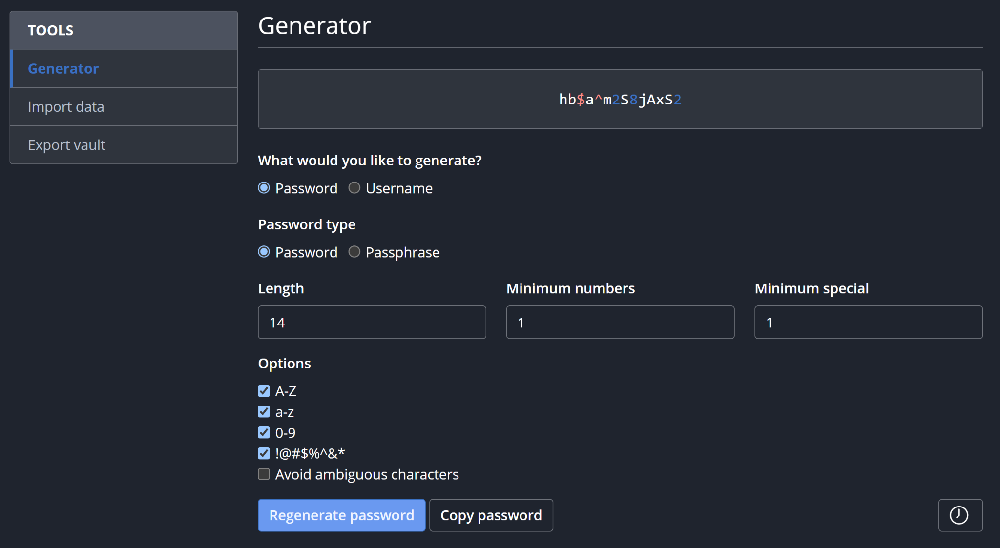 TOOLS
Generator
Import data
Export vault
Generator
hb$a^m2S8jAxS2
What would you like to generate?
Password Username
Password type
Password Passphrase
Length Minimum numbers Minimum special
14 1 1
Options
A-Z
a-z
0-9
!@#$%^&*
Avoid ambiguous characters
Regenerate password Copy password